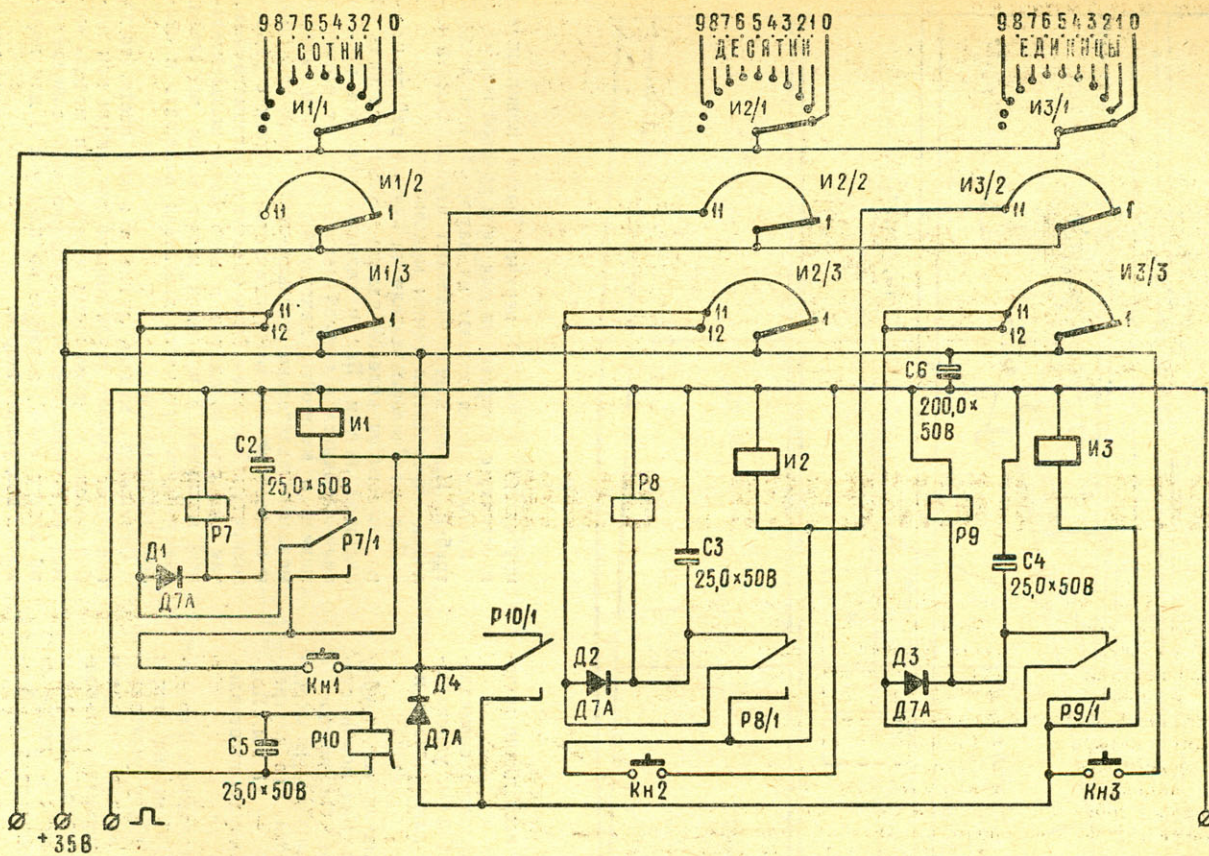 9876543210 9876543210 9876543210
СОТНИ ДЕСЯТКИ ЕДИНИЦЫ
И1/1 И2/1 И3/1
И1/2 И2/2 И3/2
11 1 11 1 11 1
И1/3 И2/3 И3/3
11 1 11 1 11 1
12 12 12
С6
200,0×
50В
И1 И2 И3
С2
25,0×50В
Р7 Р8 Р9
Р7/1
С3 С4
25,0×50В 25,0×50В
Д1
Д7А
Р10/1
Кн1 Д4 Д2 Д3
Д7А Д7А Р8/1 Д7А Р9/1
С5 Р10
25,0×50В Кн2 Кн3
+35В